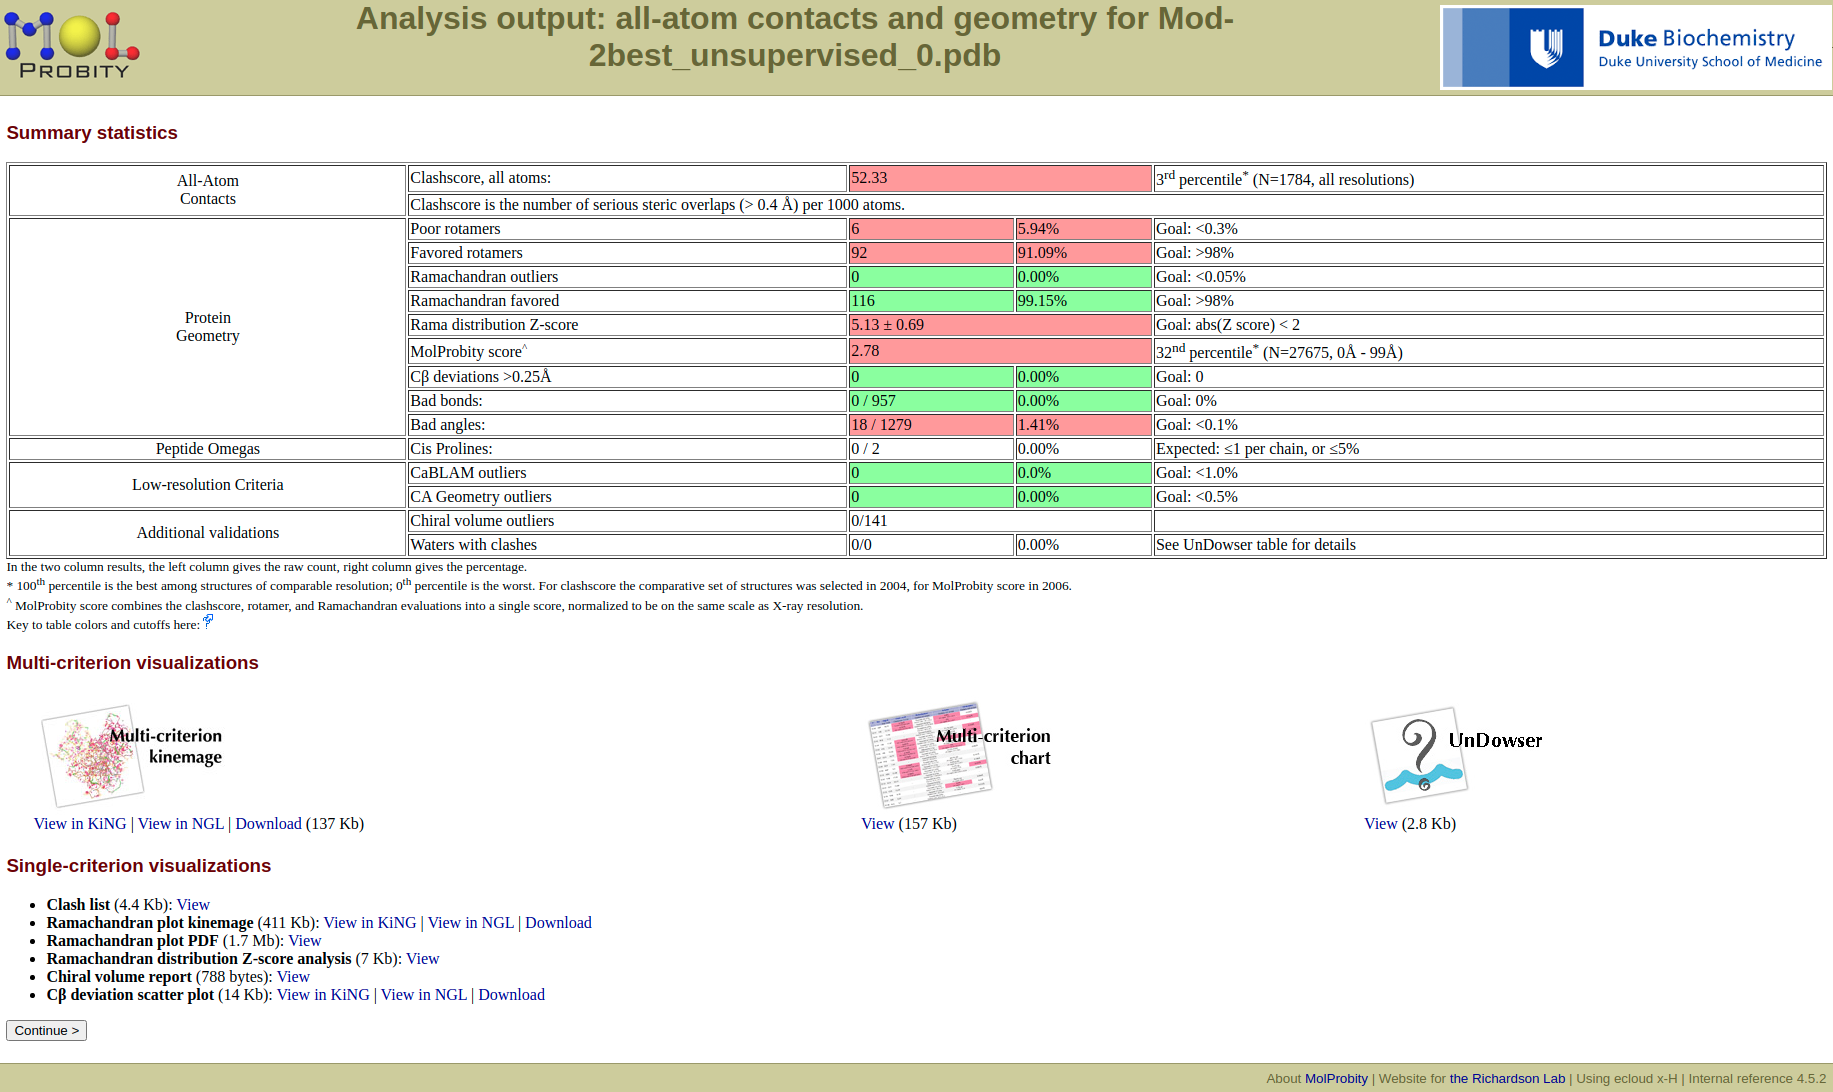 MOL
PROBITY
Analysis output: all-atom contacts and geometry for Mod-
2best_unsupervised_0.pdb
Duke Biochemistry
Duke University School of Medicine
Summary statistics
All-Atom
Contacts
Clashscore, all atoms: 52.33 3rd percentile* (N=1784, all resolutions)
Clashscore is the number of serious steric overlaps (> 0.4 Å) per 1000 atoms.
Protein
Geometry
Poor rotamers 6 5.94% Goal: <0.3%
Favored rotamers 92 91.09% Goal: >98%
Ramachandran outliers 0 0.00% Goal: <0.05%
Ramachandran favored 116 99.15% Goal: >98%
Rama distribution Z-score 5.13 ± 0.69 Goal: abs(Z score) < 2
MolProbity score^ 2.78 32nd percentile* (N=27675, 0Å - 99Å)
Cβ deviations >0.25Å 0 0.00% Goal: 0
Bad bonds: 0 / 957 0.00% Goal: 0%
Bad angles: 18 / 1279 1.41% Goal: <0.1%
Peptide Omegas Cis Prolines: 0 / 2 0.00% Expected: ≤1 per chain, or ≤5%
Low-resolution Criteria
CaBLAM outliers 0 0.0% Goal: <1.0%
CA Geometry outliers 0 0.00% Goal: <0.5%
Additional validations
Chiral volume outliers 0/141
Waters with clashes 0/0 0.00% See UnDowser table for details
In the two column results, the left column gives the raw count, right column gives the percentage.
* 100th percentile is the best among structures of comparable resolution; 0th percentile is the worst. For clashscore the comparative set of structures was selected in 2004, for MolProbity score in 2006.
^ MolProbity score combines the clashscore, rotamer, and Ramachandran evaluations into a single score, normalized to be on the same scale as X-ray resolution.
Key to table colors and cutoffs here: ?
Multi-criterion visualizations
Multi-criterion
kinemage
Multi-criterion
chart
UnDowser
View in KiNG | View in NGL | Download (137 Kb)
View (157 Kb)
View (2.8 Kb)
Single-criterion visualizations
• Clash list (4.4 Kb): View
• Ramachandran plot kinemage (411 Kb): View in KiNG | View in NGL | Download
• Ramachandran plot PDF (1.7 Mb): View
• Ramachandran distribution Z-score analysis (7 Kb): View
• Chiral volume report (788 bytes): View
• Cβ deviation scatter plot (14 Kb): View in KiNG | View in NGL | Download
Continue >
About MolProbity | Website for the Richardson Lab | Using ecloud x-H | Internal reference 4.5.2